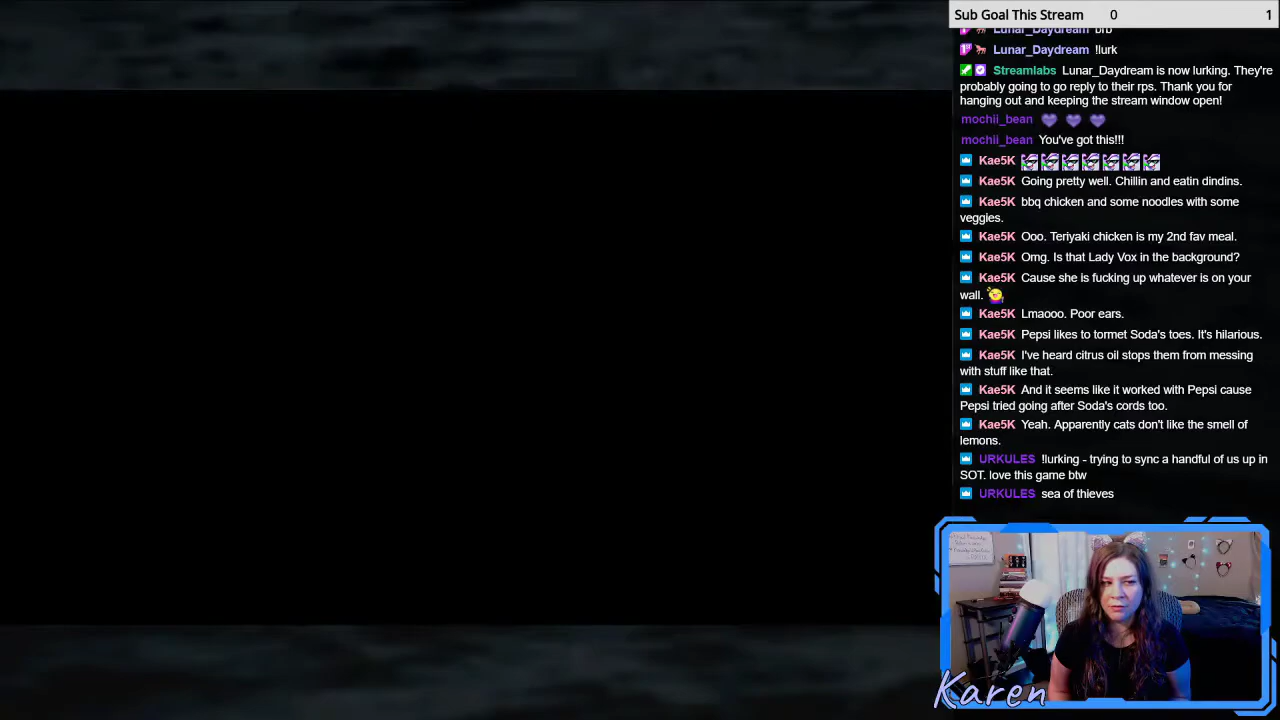 Sub Goal This Stream 0 1
Lunar_Daydream brb
Lunar_Daydream !lurk
Streamlabs Lunar_Daydream is now lurking. They're
probably going to go reply to their rps. Thank you for
hanging out and keeping the stream window open!
mochii_bean
mochii_bean You've got this!!!
Kae5K
Kae5K Going pretty well. Chillin and eatin dindins.
Kae5K bbq chicken and some noodles with some
veggies.
Kae5K Ooo. Teriyaki chicken is my 2nd fav meal.
Kae5K Omg. Is that Lady Vox in the background?
Kae5K Cause she is fucking up whatever is on your
wall.
Kae5K Lmaooo. Poor ears.
Kae5K Pepsi likes to tormet Soda's toes. It's hilarious.
Kae5K I've heard citrus oil stops them from messing
with stuff like that.
Kae5K And it seems like it worked with Pepsi cause
Pepsi tried going after Soda's cords too.
Kae5K Yeah. Apparently cats don't like the smell of
lemons.
URKULES !lurking - trying to sync a handful of us up in
SOT. love this game btw
URKULES sea of thieves
Karen